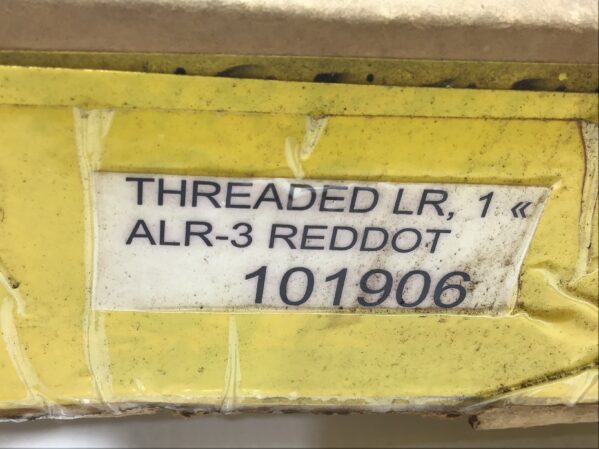 THREADED LR, 1 «
ALR-3 REDDOT
101906